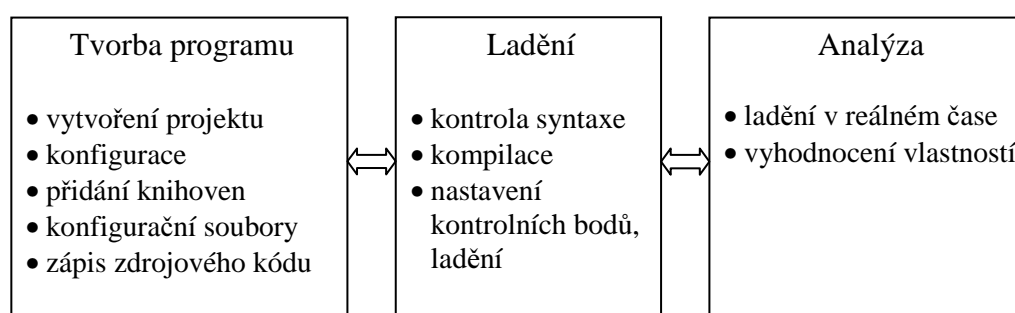 Tvorba programu
• vytvoření projektu
• konfigurace
• přidání knihoven
• konfigurační soubory
• zápis zdrojového kódu
Ladění
• kontrola syntaxe
• kompilace
• nastavení
kontrolních bodů,
ladění
Analýza
• ladění v reálném čase
• vyhodnocení vlastností